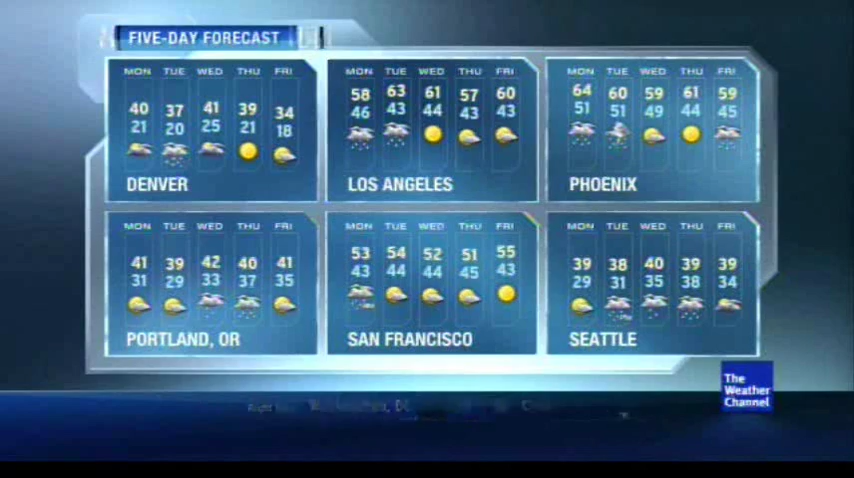 FIVE-DAY FORECAST
MON TUE WED THU FRI
40 37 41 39 34
21 20 25 21 18
DENVER
MON TUE WED THU FRI
58 63 61 57 60
46 43 44 43 43
LOS ANGELES
MON TUE WED THU FRI
64 60 59 61 59
51 51 49 44 45
PHOENIX
MON TUE WED THU FRI
41 39 42 40 41
31 29 33 37 35
PORTLAND, OR
MON TUE WED THU FRI
53 54 52 51 55
43 44 44 45 43
SAN FRANCISCO
MON TUE WED THU FRI
39 38 40 39 39
29 31 35 38 34
SEATTLE
The
Weather
Channel